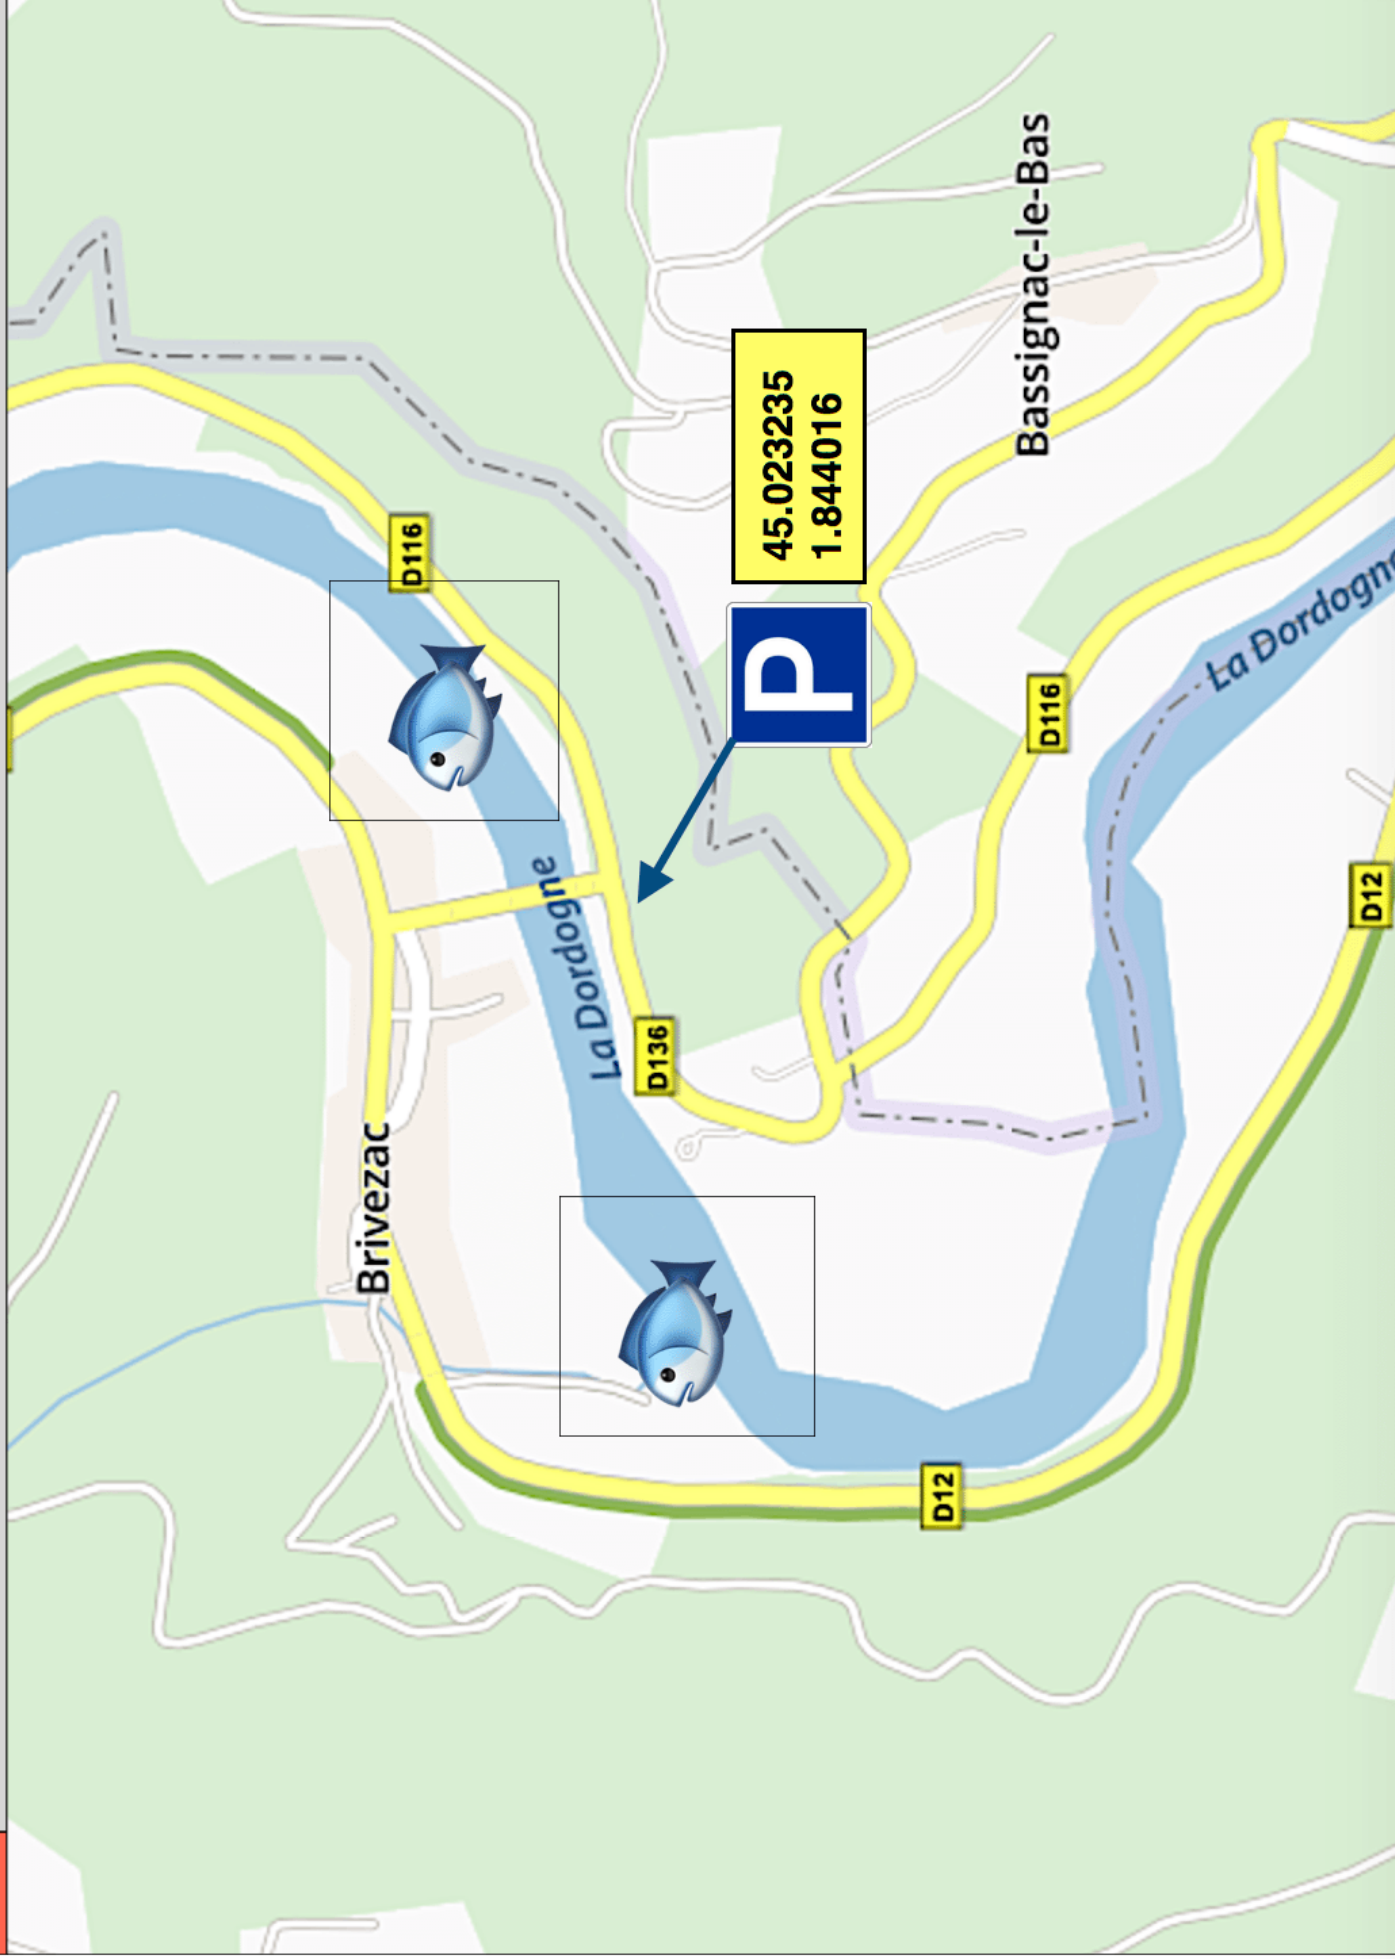 Brivezac
D116
La Dordogne
D136
P
45.023235
1.844016
D12
Bassignac-le-Bas
D116
La Dordogne
D12